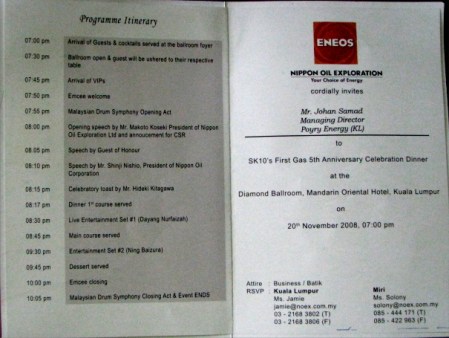 Programme Itinerary
07:00 pm Arrival of Guests & cocktails served at the ballroom foyer
07:30 pm Ballroom open & guest will be ushered to their respective
table
07:45 pm Arrival of VIPs
07:50 pm Emcee welcome
07:55 pm Malaysian Drum Symphony Opening Act
08:00 pm Opening speech by Mr. Makoto Koseki President of Nippon
Oil Exploration Ltd and annoucement for CSR
08:05 pm Speech by Guest of Honour
08:10 pm Speech by Mr. Shinji Nishio, President of Nippon Oil
Corporation
08:15 pm Celebratory toast by Mr. Hideki Kitagawa
08:17 pm Dinner 1st course served
08:30 pm Live Entertainment Set #1 (Dayang Nurfaizah)
08:45 pm Main course served
09:30 pm Entertainment Set #2 (Ning Baizura)
09:45 pm Dessert served
10:00 pm Emcee closing
10:05 pm Malaysian Drum Symphony Closing Act & Event ENDS
ENEOS
NIPPON OIL EXPLORATION
Your Choice of Energy
cordially invites
Mr. Johan Samad
Managing Director
Poyry Energy (KL)
to
SK10's First Gas 5th Anniversary Celebration Dinner
at the
Diamond Ballroom, Mandarin Oriental Hotel, Kuala Lumpur
on
20th November 2008, 07:00 pm
Attire : Business / Batik
RSVP : Kuala Lumpur
Ms. Jamie
jamie@noex.com.my
03 - 2168 3802 (T)
03 - 2168 3806 (F)
Miri
Ms. Solony
solony@noex.com.my
085 - 444 171 (T)
085 - 422 963 (F)